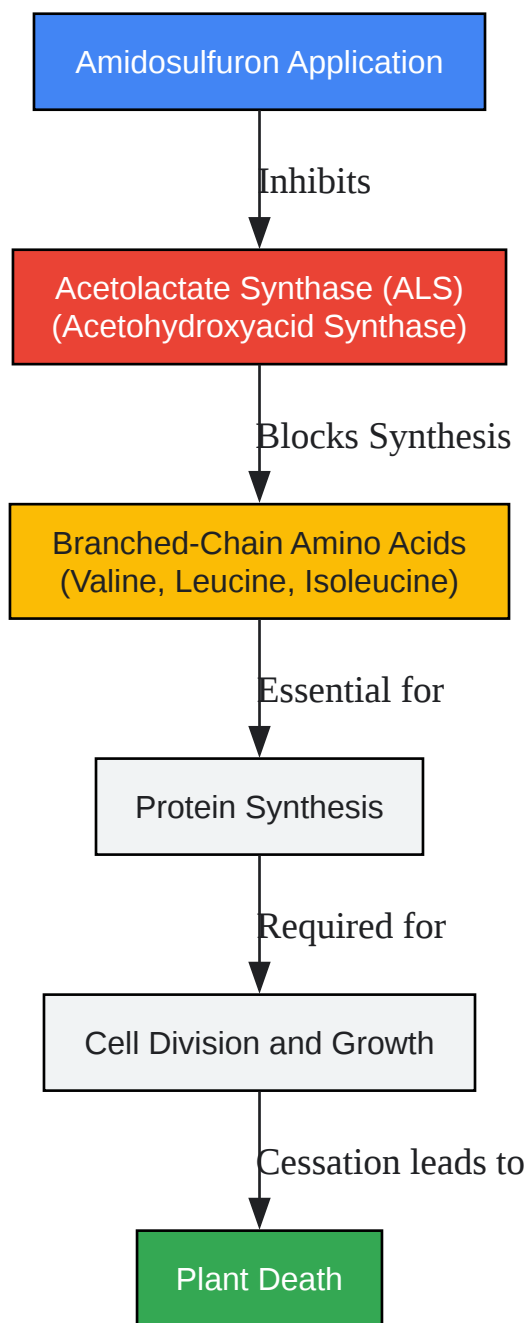 Amidosulfuron Application
Inhibits
Acetolactate Synthase (ALS)
(Acetohydroxyacid Synthase)
Blocks Synthesis
Branched-Chain Amino Acids
(Valine, Leucine, Isoleucine)
Essential for
Protein Synthesis
Required for
Cell Division and Growth
Cessation leads to
Plant Death